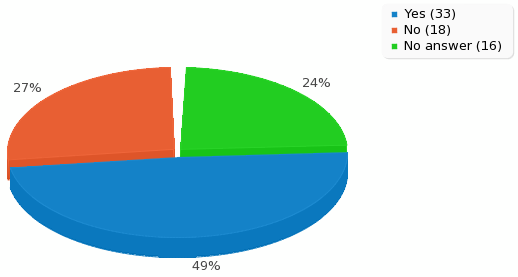 Yes (33)
No (18)
No answer (16)
27%
24%
49%